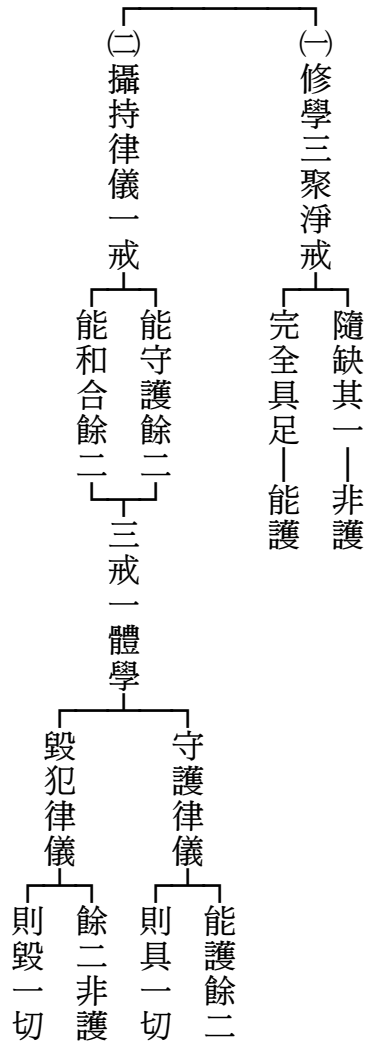 ㈠修學三聚淨戒
隨缺其一
非護
完全具足
能護
㈡攝持律儀一戒
能守護餘二
能和合餘二
三戒一體學
守護律儀
能護餘二
則具一切
毀犯律儀
餘二非護
則毀一切